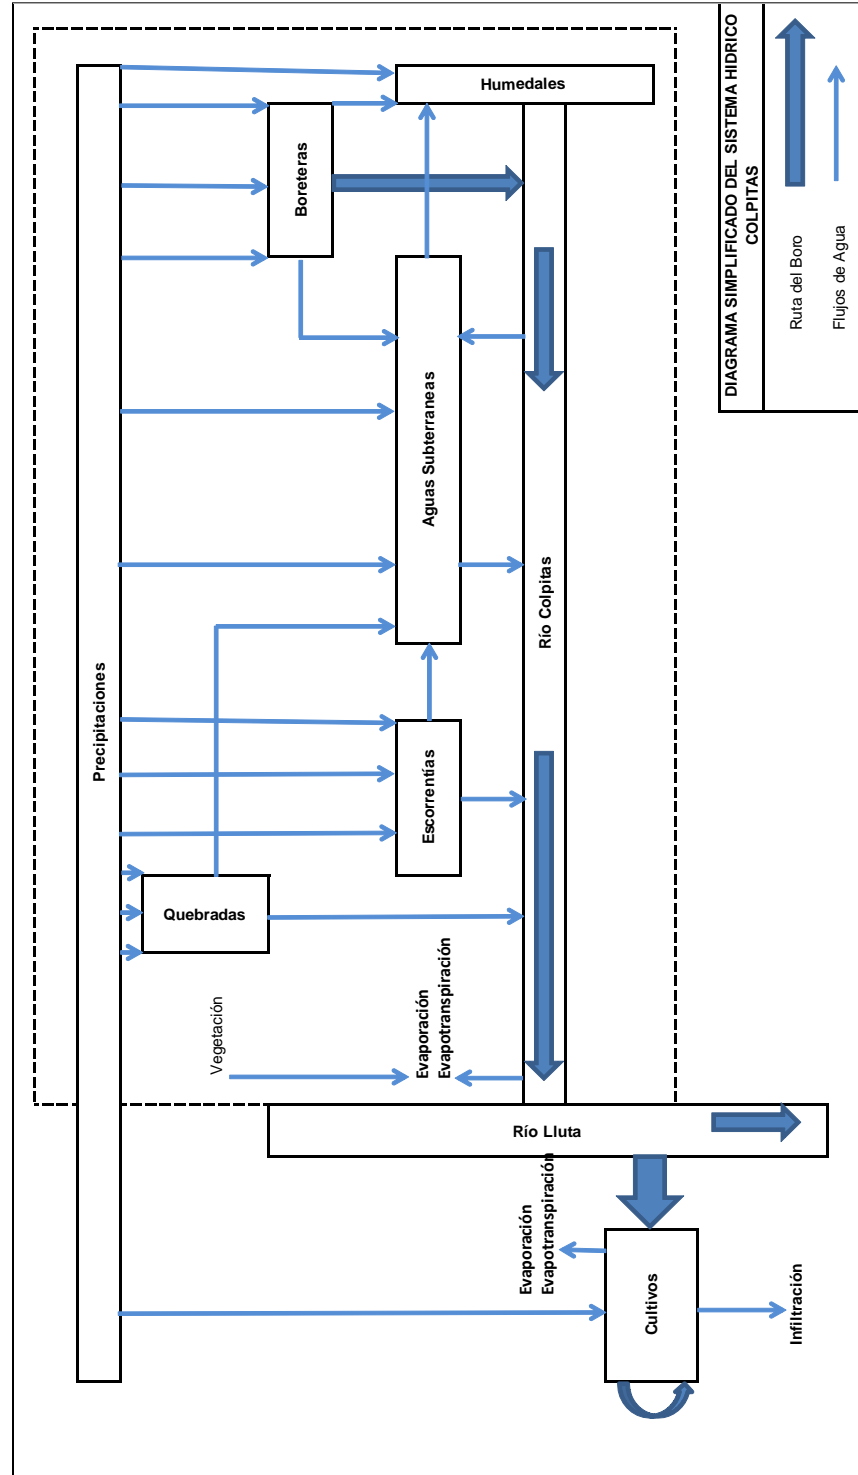 DIAGRAMA SIMPLIFICADO DEL SISTEMA HIDRICO
COLPITAS
Ruta del Boro
Flujos de Agua
Humedales
Boreteras
Aguas Subterraneas
Río Colpitas
Precipitaciones
Escorrentías
Quebradas
Vegetación
Evaporación
Evapotranspiración
Río Lluta
Evaporación
Evapotranspiración
Cultivos
Infiltración